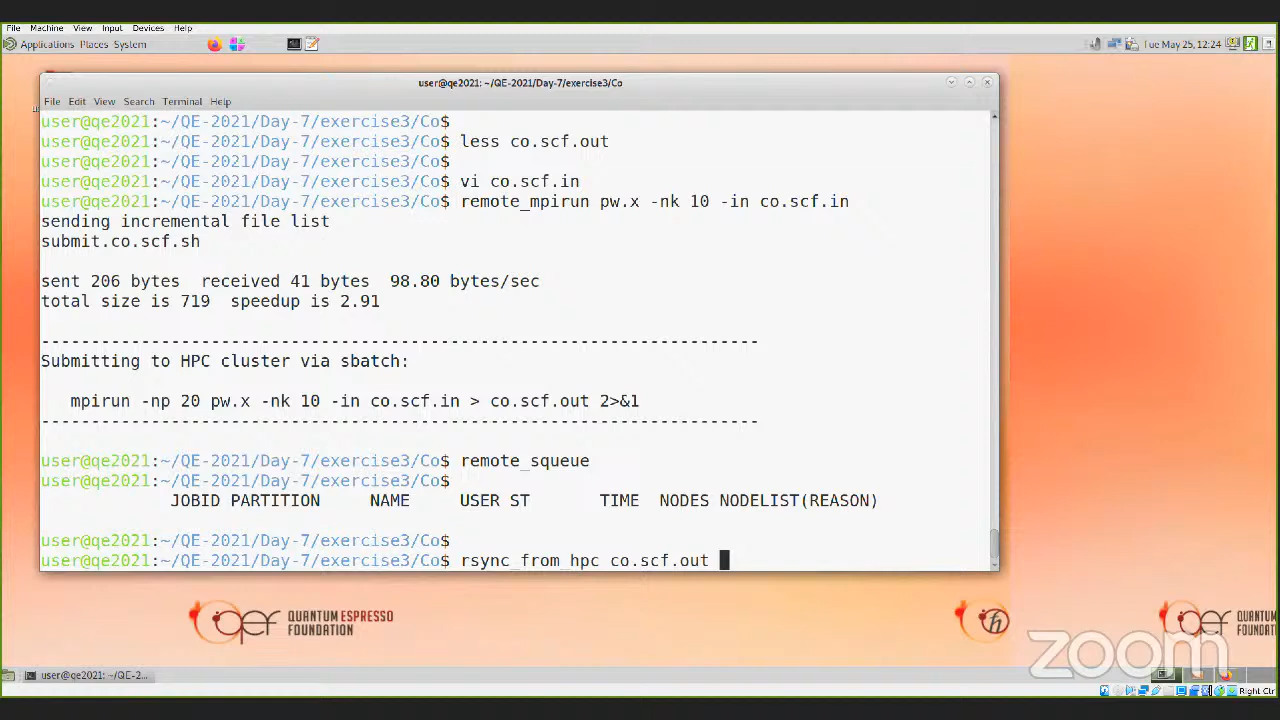 File Machine View Input Devices Help
Applications Places System
Tue May 25, 12:24
user@qe2021: ~/QE-2021/Day-7/exercise3/Co
File Edit View Search Terminal Help
user@qe2021:~/QE-2021/Day-7/exercise3/Co$
user@qe2021:~/QE-2021/Day-7/exercise3/Co$ less co.scf.out
user@qe2021:~/QE-2021/Day-7/exercise3/Co$
user@qe2021:~/QE-2021/Day-7/exercise3/Co$ vi co.scf.in
user@qe2021:~/QE-2021/Day-7/exercise3/Co$ remote_mpirun pw.x -nk 10 -in co.scf.in
sending incremental file list
submit.co.scf.sh
sent 206 bytes  received 41 bytes  98.80 bytes/sec
total size is 719  speedup is 2.91
------------------------------------------------------------------------
Submitting to HPC cluster via sbatch:
mpirun -np 20 pw.x -nk 10 -in co.scf.in > co.scf.out 2>&1
------------------------------------------------------------------------
user@qe2021:~/QE-2021/Day-7/exercise3/Co$ remote_squeue
user@qe2021:~/QE-2021/Day-7/exercise3/Co$
JOBID PARTITION     NAME     USER ST       TIME  NODES NODELIST(REASON)
user@qe2021:~/QE-2021/Day-7/exercise3/Co$
user@qe2021:~/QE-2021/Day-7/exercise3/Co$ rsync_from_hpc co.scf.out
QUANTUM ESPRESSO
FOUNDATION
ħ
QUANTUM
FOUNDAT
zoom
user@qe2021: ~/QE-2...
Right Ctrl